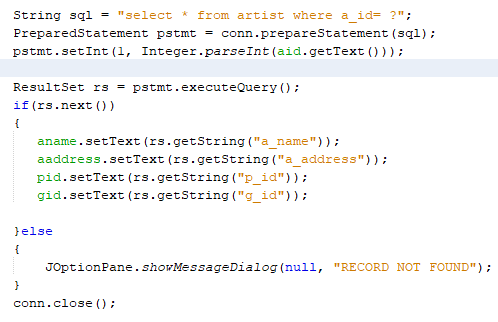 String sql = "select * from artist where a_id= ?";
PreparedStatement pstmt = conn.prepareStatement(sql);
pstmt.setInt(1, Integer.parseInt(aid.getText()));
ResultSet rs = pstmt.executeQuery();
if(rs.next())
{
aname.setText(rs.getString("a_name"));
aaddress.setText(rs.getString("a_address"));
pid.setText(rs.getString("p_id"));
gid.setText(rs.getString("g_id"));
}else
{
JOptionPane.showMessageDialog(null, "RECORD NOT FOUND");
}
conn.close();